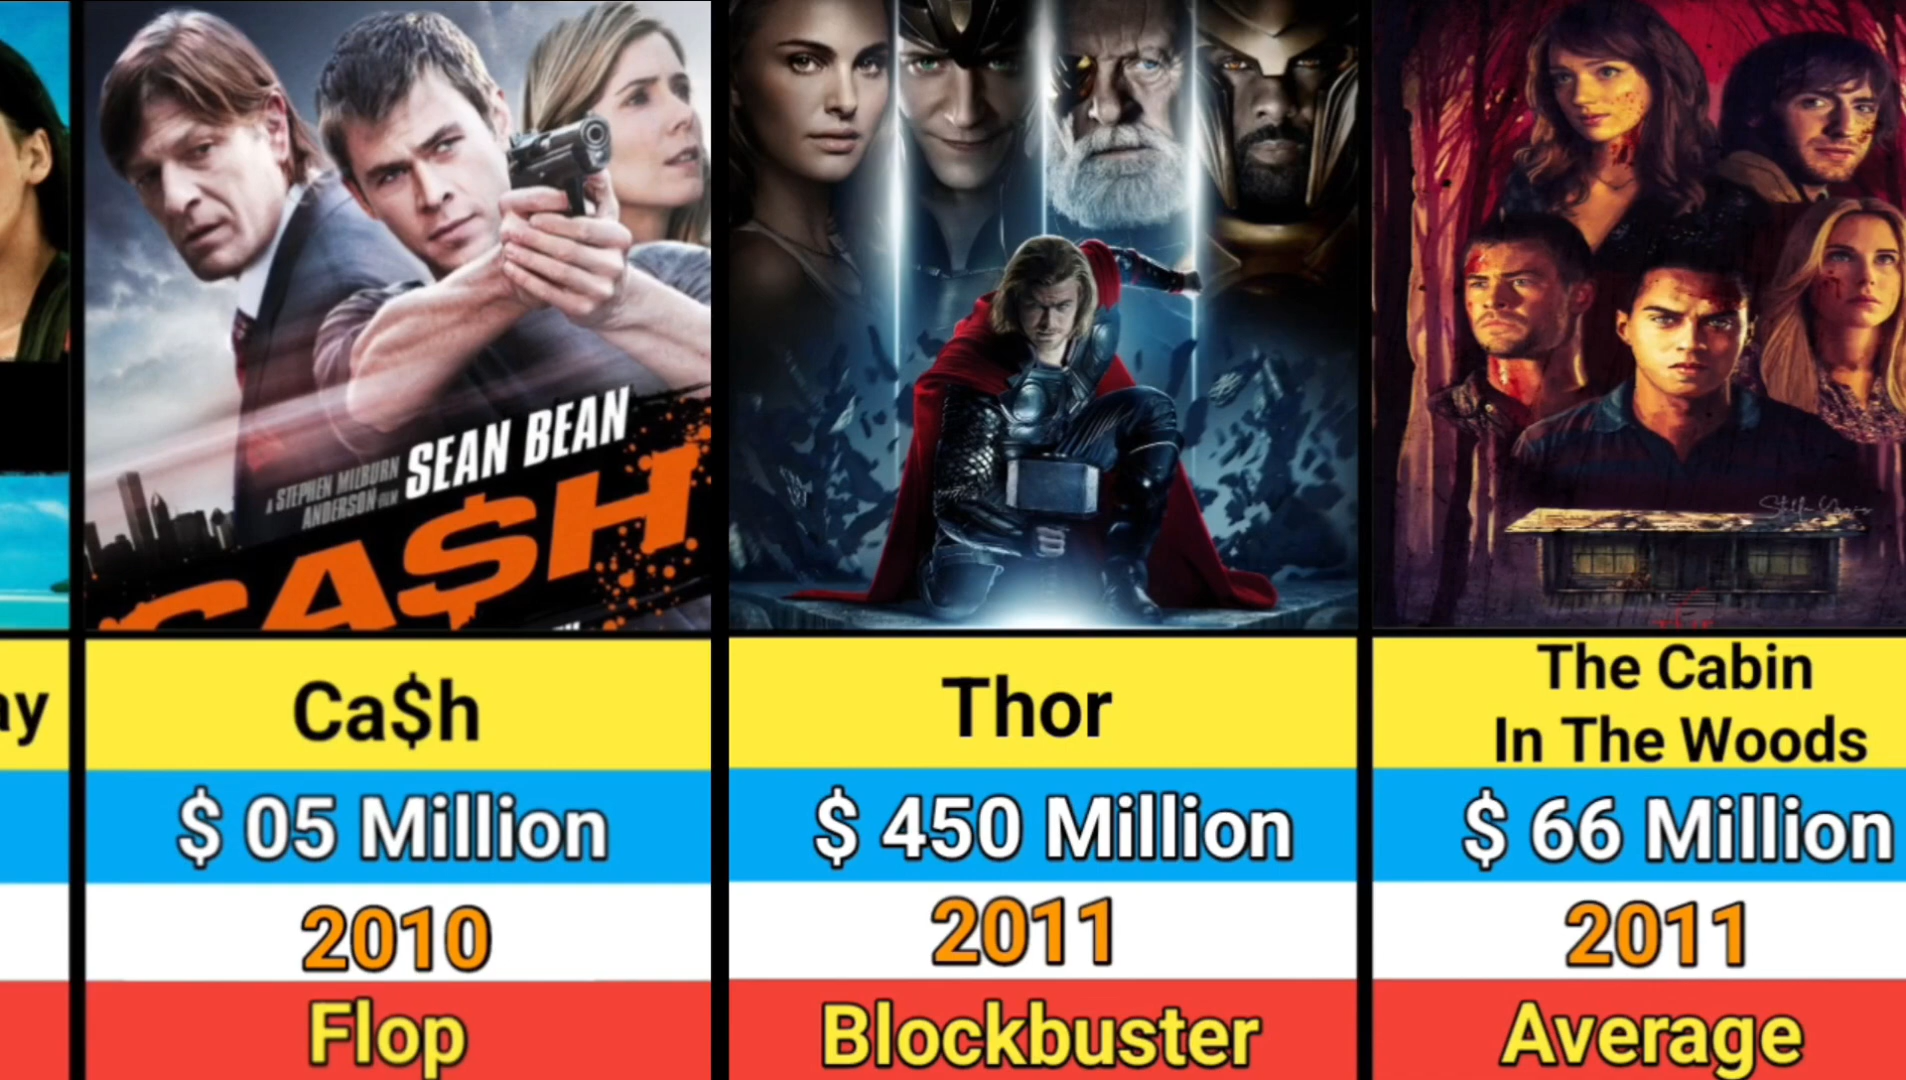 ay
A STEPHEN MILBURN
ANDERSON FILM
SEAN BEAN
CA$H
Ca$h
$ 05 Million
2010
Flop
Thor
$ 450 Million
2011
Blockbuster
The Cabin
In The Woods
$ 66 Million
2011
Average